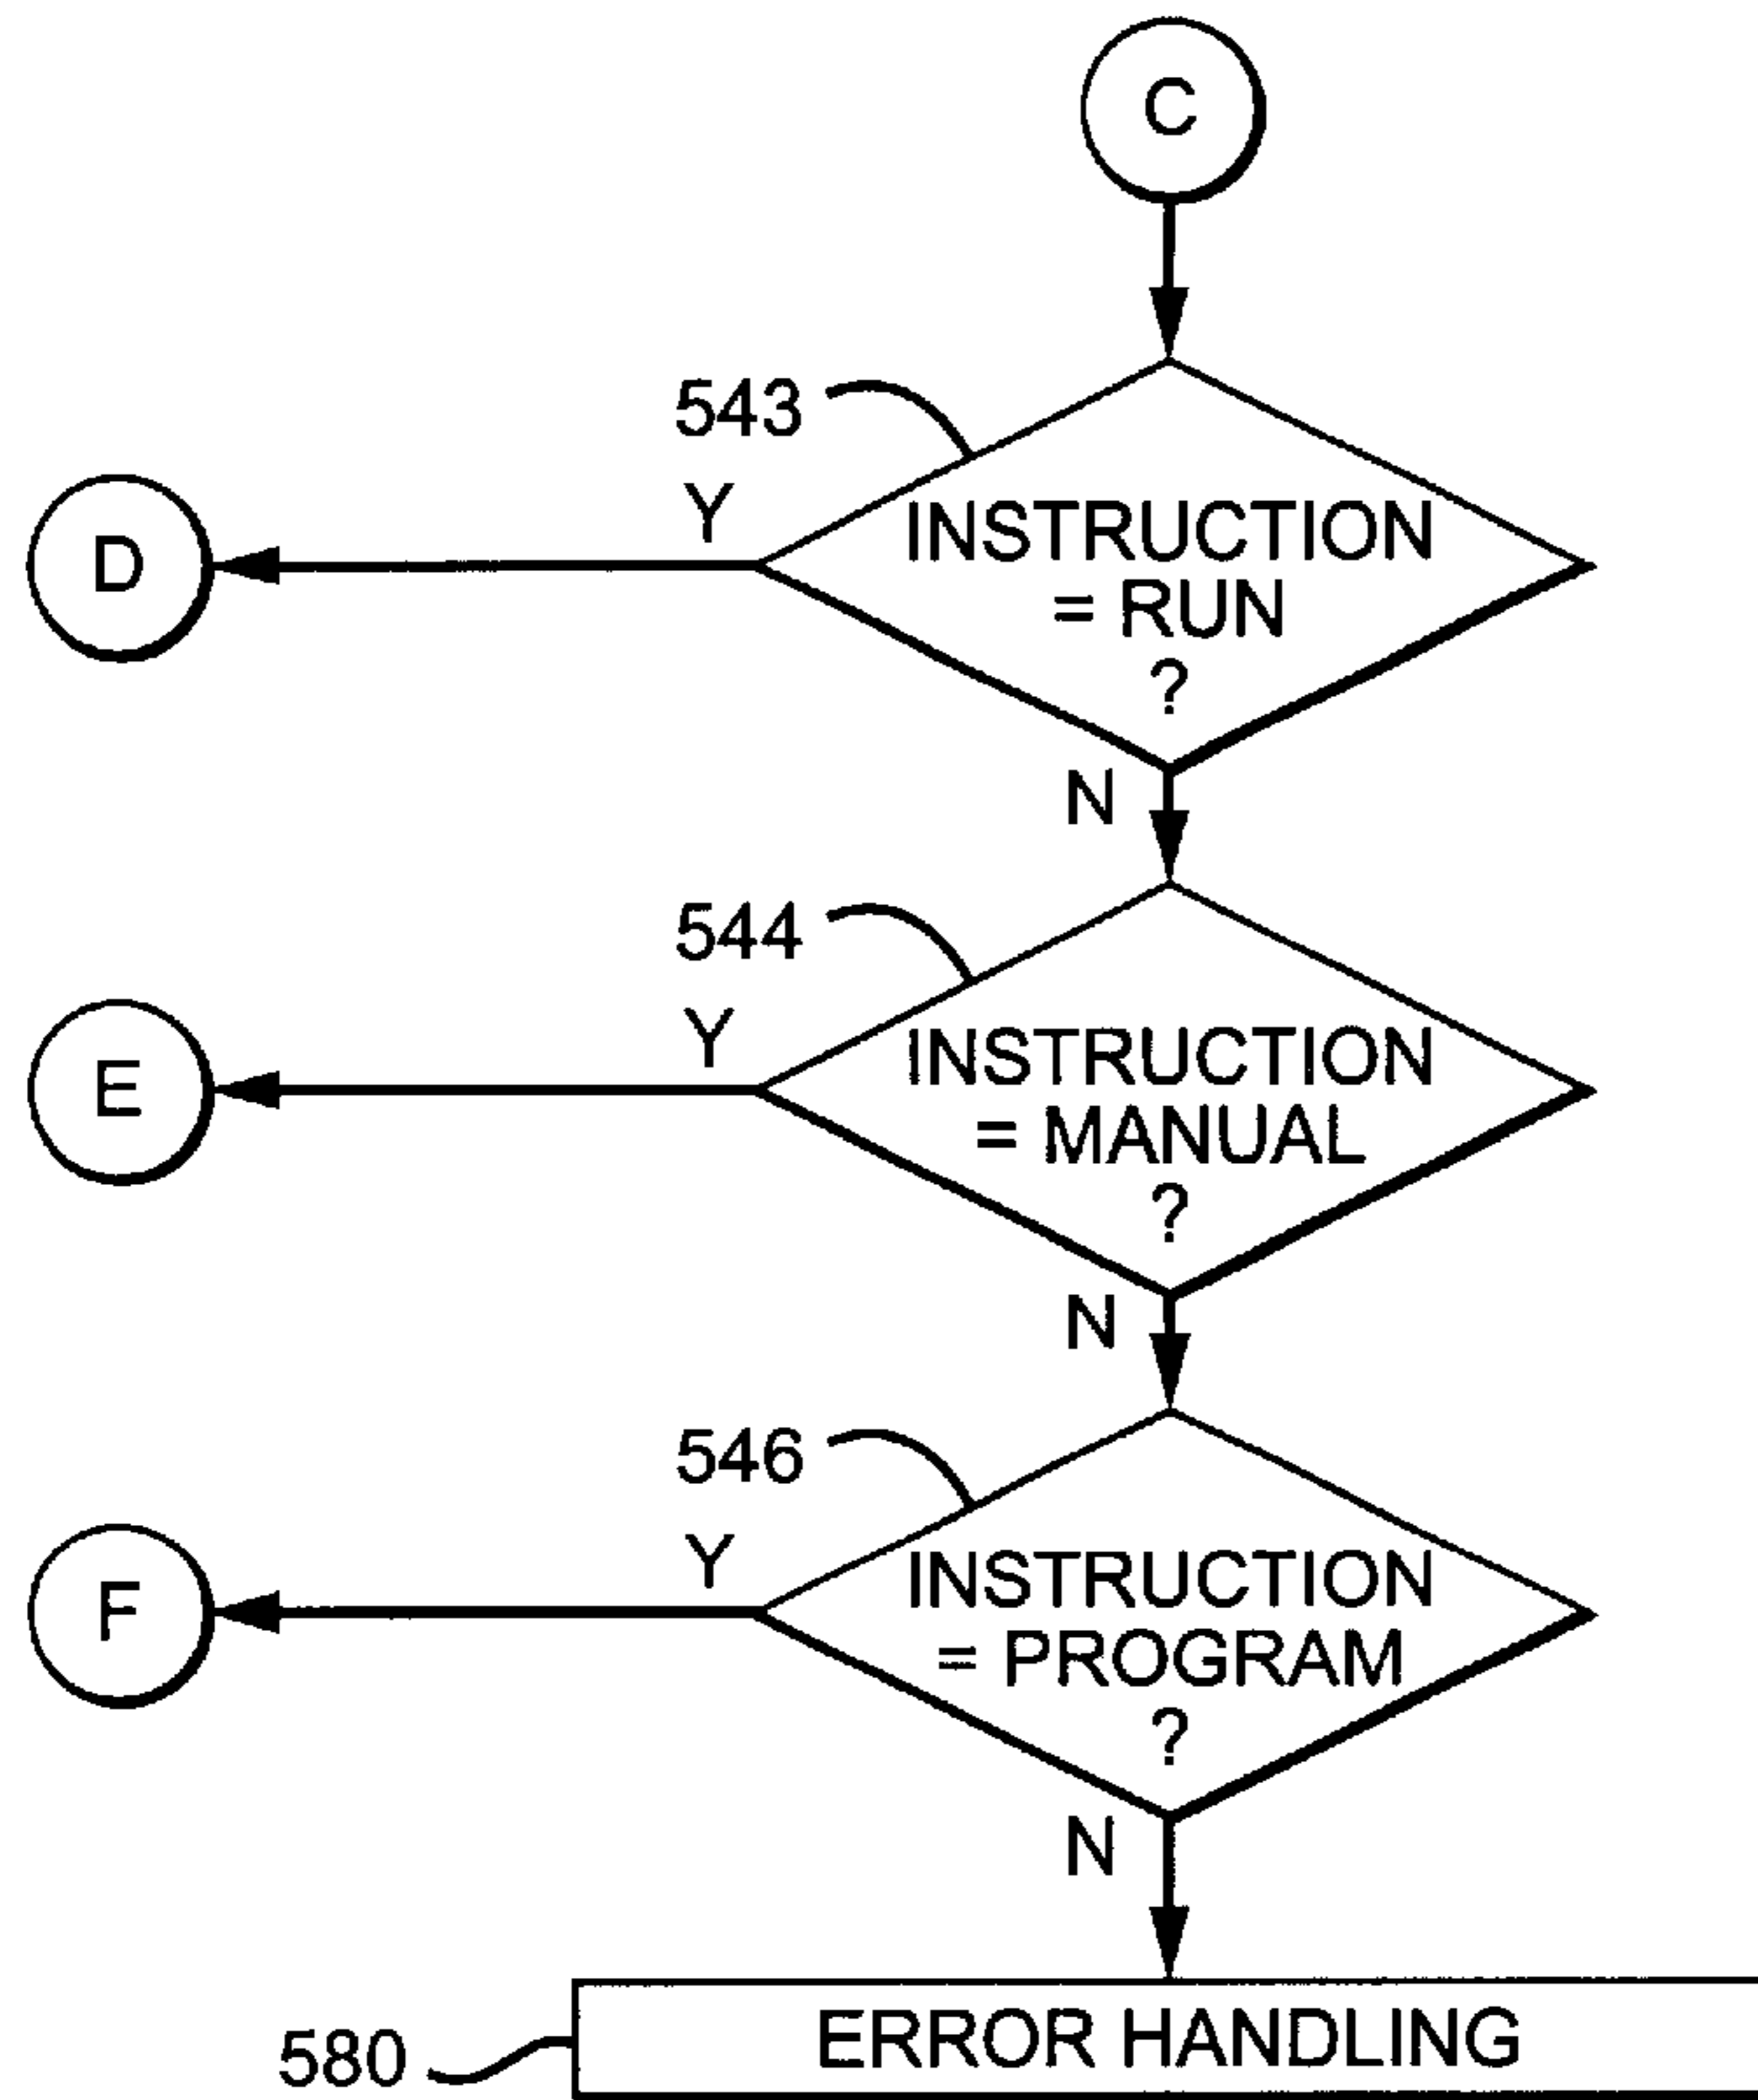 C
543
Y
D
INSTRUCTION
= RUN
?
N
544
Y
E
INSTRUCTION
= MANUAL
?
N
546
Y
F
INSTRUCTION
= PROGRAM
?
N
580
ERROR HANDLING